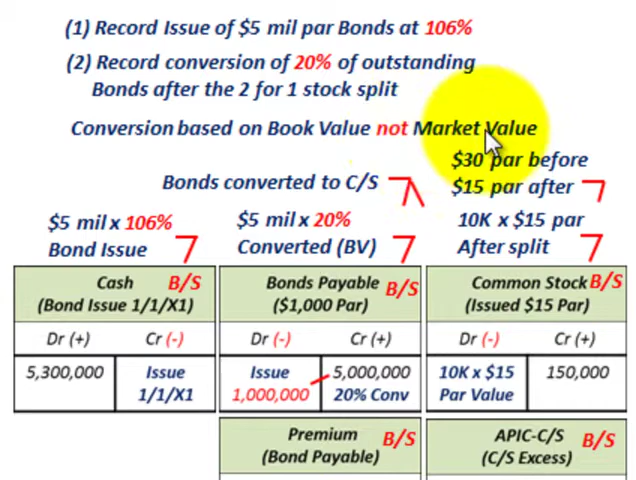 (1) Record Issue of $5 mil par Bonds at 106%
(2) Record conversion of 20% of outstanding
Bonds after the 2 for 1 stock split
Conversion based on Book Value not Market Value
$30 par before
Bonds converted to C/S
$15 par after
$5 mil x 106%
Bond Issue
$5 mil x 20%
Converted (BV)
10K x $15 par
After split
Cash B/S
(Bond Issue 1/1/X1)
Dr (+) Cr (-)
5,300,000 Issue
1/1/X1
Bonds Payable B/S
($1,000 Par)
Dr (-) Cr (+)
Issue 5,000,000
1,000,000 20% Conv
Common Stock B/S
(Issued $15 Par)
Dr (-) Cr (+)
10K x $15 150,000
Par Value
Premium B/S
(Bond Payable)
APIC-C/S B/S
(C/S Excess)